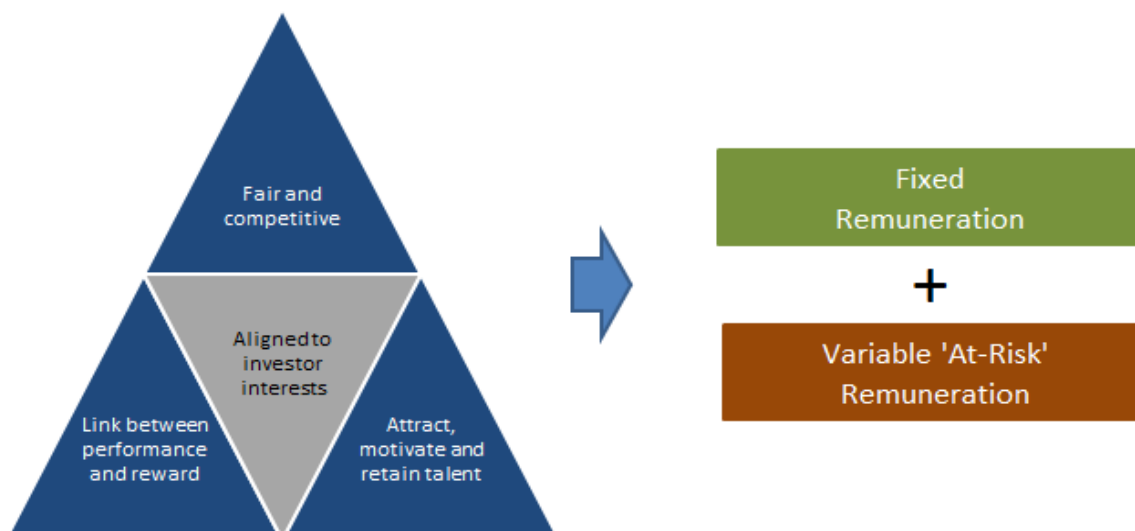 Fair and
competitive
Aligned to
investor
interests
Link between
performance
and reward
Attract,
motivate and
retain talent
Fixed
Remuneration
+
Variable 'At-Risk'
Remuneration